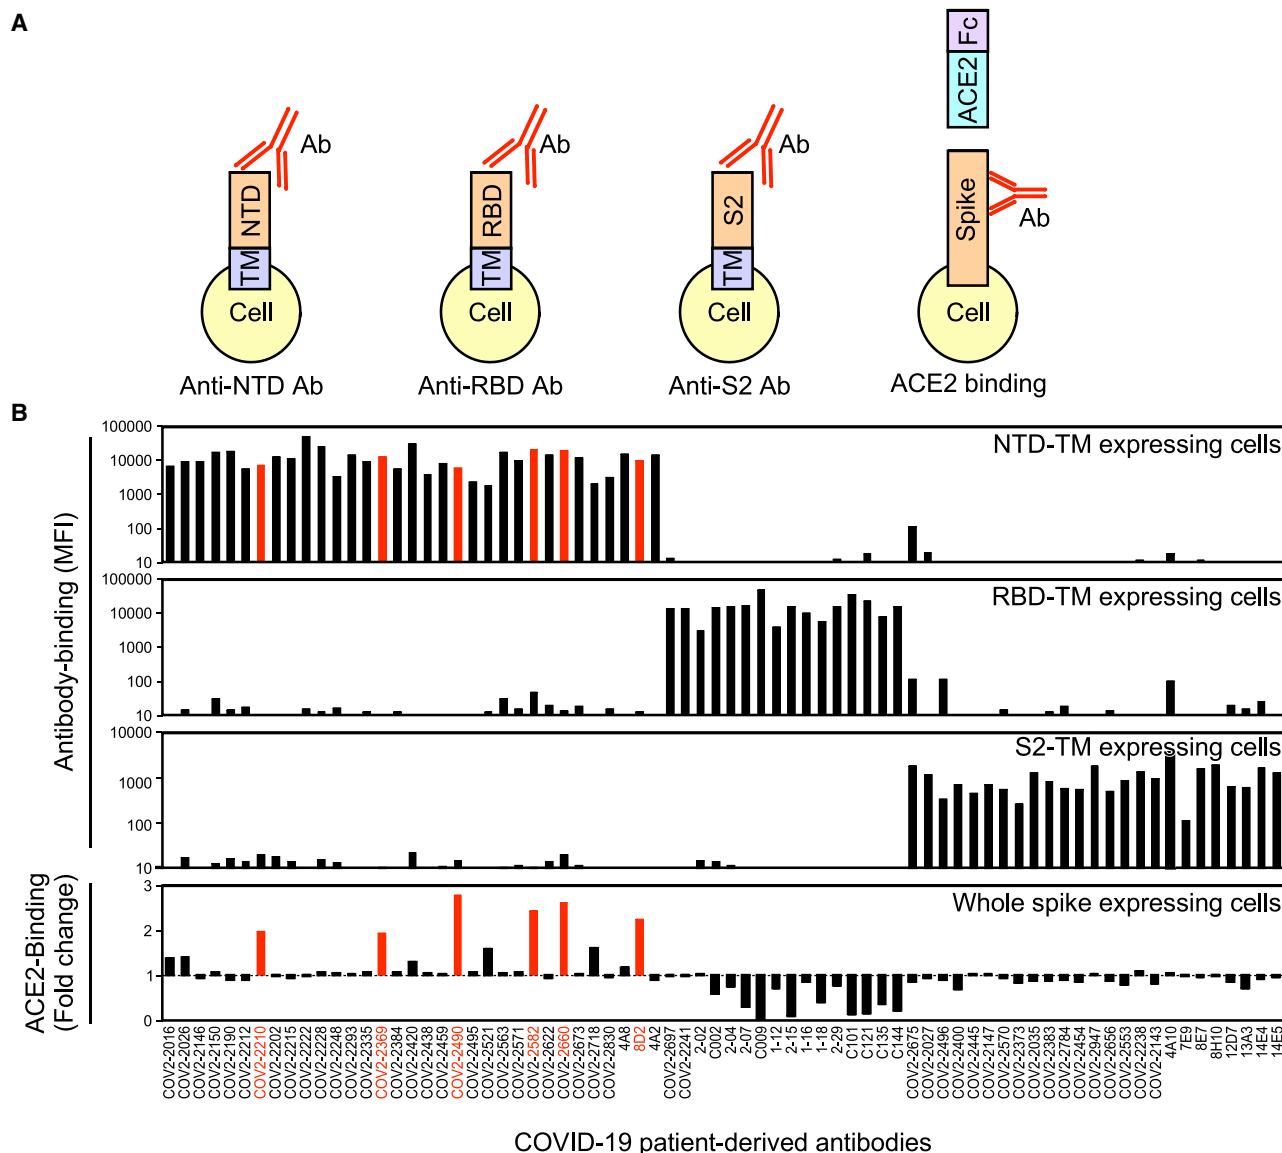 A
NTD
TM
Cell
Ab
Anti-NTD Ab
RBD
TM
Cell
Ab
Anti-RBD Ab
S2
TM
Cell
Ab
Anti-S2 Ab
Fc
ACE2
Spike
Cell
Ab
ACE2 binding
B
Antibody-binding (MFI)
100000
10000
1000
100
10
NTD-TM expressing cells
100000
10000
1000
100
10
RBD-TM expressing cells
10000
1000
100
10
S2-TM expressing cells
ACE2-Binding
(Fold change)
3
2
1
0
Whole spike expressing cells
COV2-2016
COV2-2026
COV2-2146
COV2-2150
COV2-2190
COV2-2212
COV2-2210
COV2-2202
COV2-2215
COV2-2222
COV2-2228
COV2-2248
COV2-2293
COV2-2335
COV2-2369
COV2-2384
COV2-2420
COV2-2438
COV2-2459
COV2-2490
COV2-2495
COV2-2521
COV2-2563
COV2-2571
COV2-2582
COV2-2622
COV2-2660
COV2-2673
COV2-2718
COV2-2830
4A8
8D2
4A2
COV2-2697
COV2-2241
2-02
C002
2-04
2-07
C009
1-12
2-15
1-16
1-18
2-29
C101
C121
C135
C144
COV2-2675
COV2-2027
COV2-2496
COV2-2400
COV2-2445
COV2-2147
COV2-2570
COV2-2373
COV2-2035
COV2-2383
COV2-2784
COV2-2454
COV2-2947
COV2-2656
COV2-2553
COV2-2238
COV2-2143
4A10
7E9
8E7
8H10
12D7
13A3
14E4
14E5
COVID-19 patient-derived antibodies